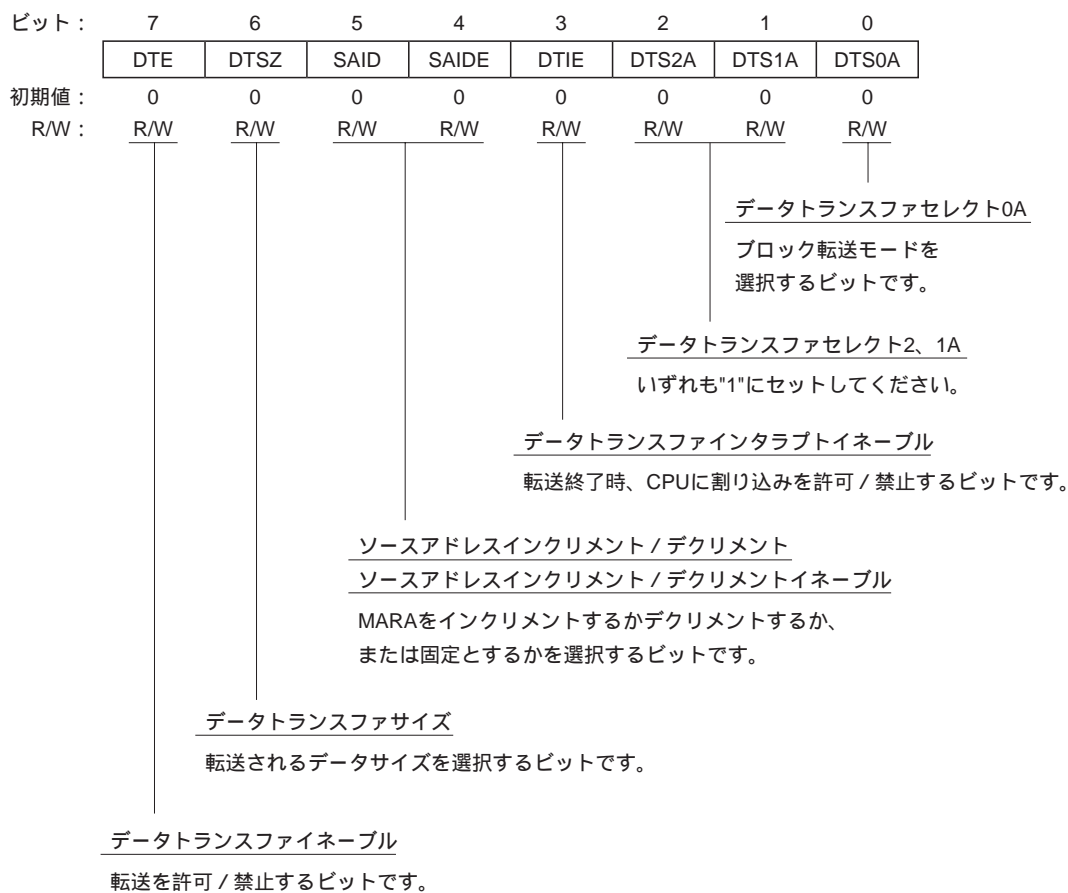 ビット： 7 6 5 4 3 2 1 0
DTE DTSZ SAID SAIDE DTIE DTS2A DTS1A DTS0A
初期値： 0 0 0 0 0 0 0 0
R/W： R/W R/W R/W R/W R/W R/W R/W R/W
データトランスファセレクト0A
ブロック転送モードを
選択するビットです。
データトランスファセレクト2、1A
いずれも"1"にセットしてください。
データトランスファインタラプトイネーブル
転送終了時、CPUに割り込みを許可 / 禁止するビットです。
ソースアドレスインクリメント / デクリメント
ソースアドレスインクリメント / デクリメントイネーブル
MARAをインクリメントするかデクリメントするか、
または固定とするかを選択するビットです。
データトランスファサイズ
転送されるデータサイズを選択するビットです。
データトランスファイネーブル
転送を許可 / 禁止するビットです。